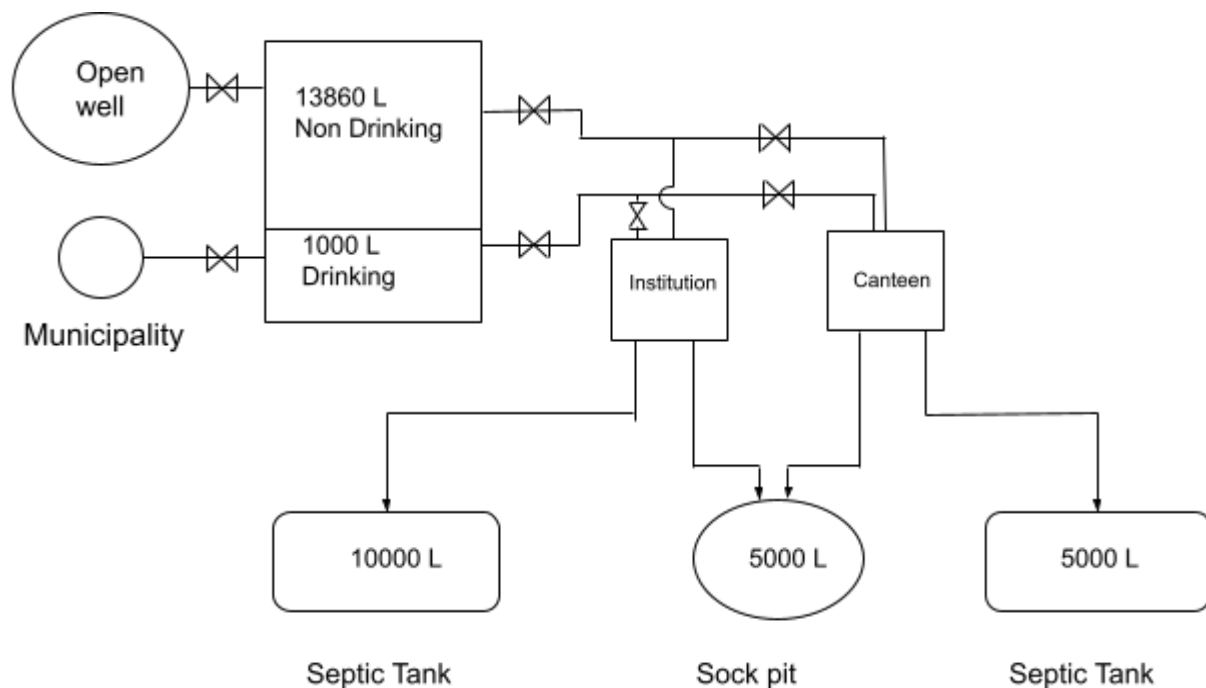 Open
well
13860 L
Non Drinking
1000 L
Drinking
Municipality
Institution
Canteen
10000 L
5000 L
5000 L
Septic Tank
Sock pit
Septic Tank